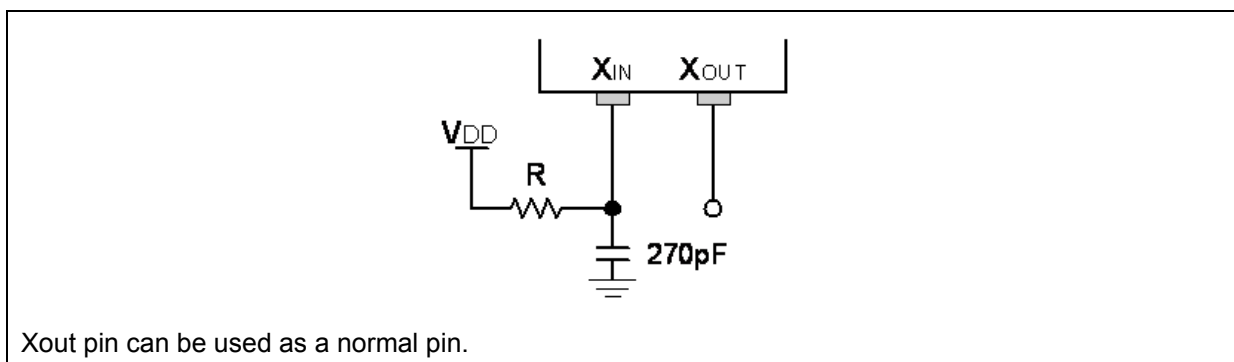 XIN XOUT
VDD
R
270pF
Xout pin can be used as a normal pin.